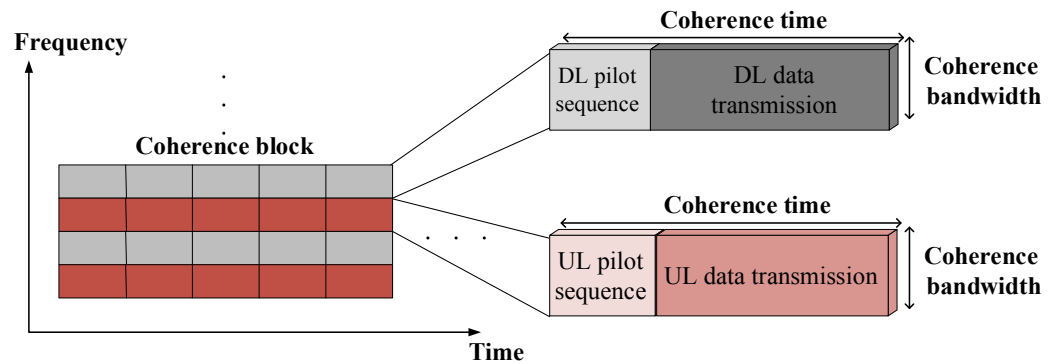 Frequency
Coherence block
Time
Coherence time
DL pilot
sequence
DL data
transmission
Coherence
bandwidth
Coherence time
UL pilot
sequence
UL data transmission
Coherence
bandwidth